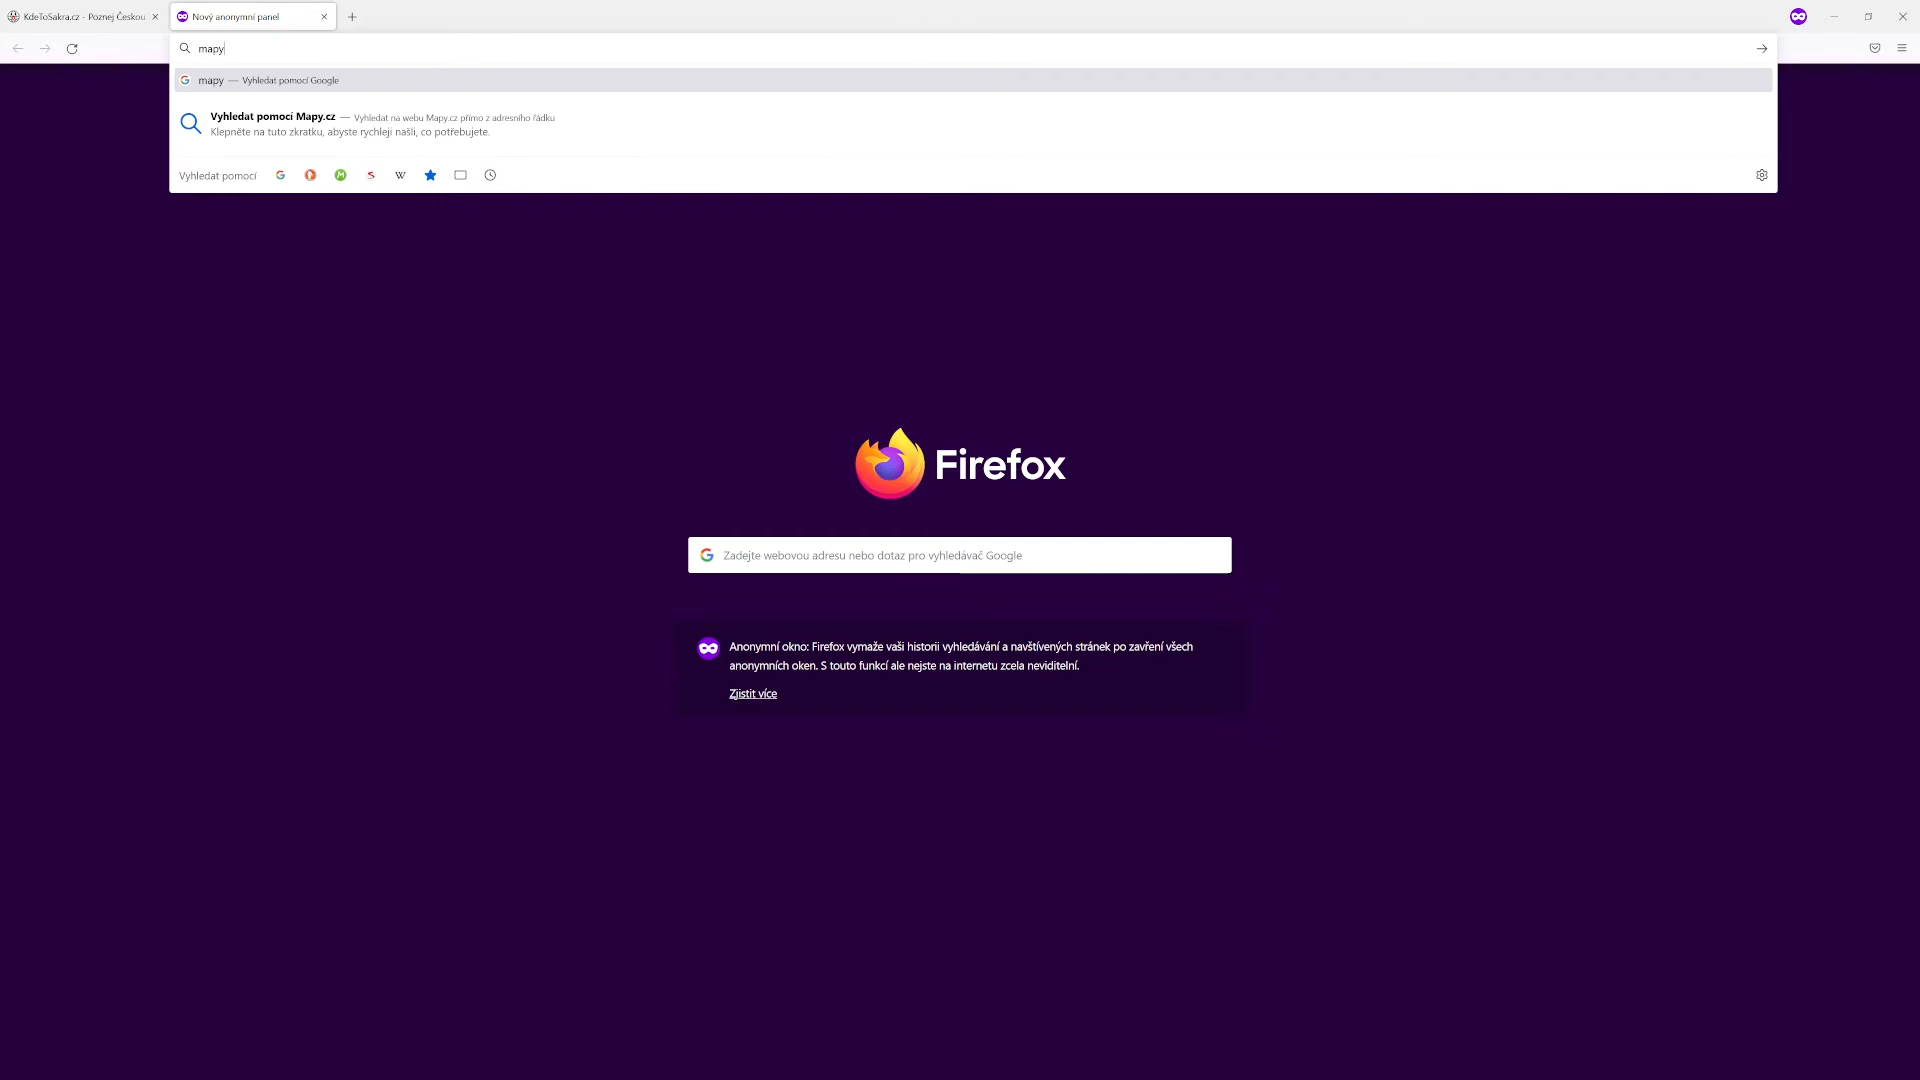 KdeToSakra.cz - Poznej Českou
Nový anonymní panel
mapy
mapy — Vyhledat pomocí Google
Vyhledat pomocí Mapy.cz — Vyhledat na webu Mapy.cz přímo z adresního řádku
Klepněte na tuto zkratku, abyste rychleji našli, co potřebujete.
Vyhledat pomocí
Firefox
Zadejte webovou adresu nebo dotaz pro vyhledávač Google
Anonymní okno: Firefox vymaže vaši historii vyhledávání a navštívených stránek po zavření všech
anonymních oken. S touto funkcí ale nejste na internetu zcela neviditelní.
Zjistit více